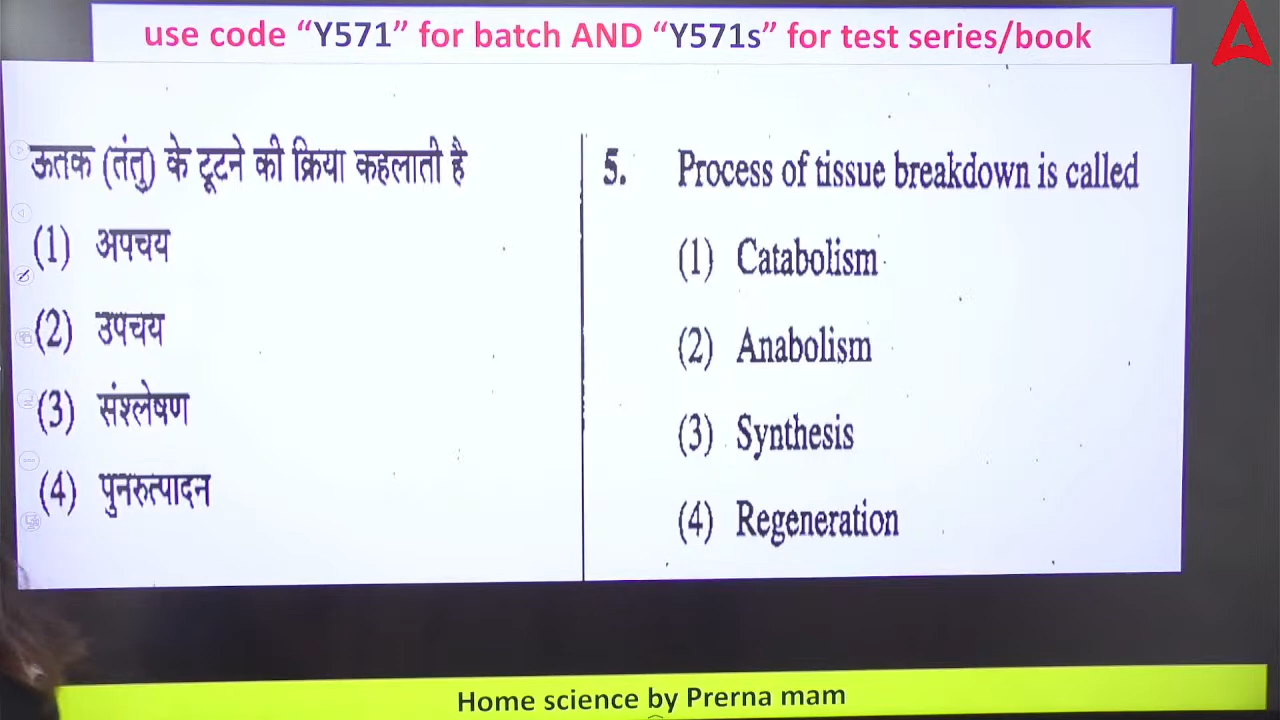 use code “Y571” for batch AND “Y571s” for test series/book
ऊतक (तंतु) के टूटने की क्रिया कहलाती है
(1) अपचय
(2) उपचय
(3) संश्लेषण
(4) पुनरुत्पादन
5. Process of tissue breakdown is called
(1) Catabolism
(2) Anabolism
(3) Synthesis
(4) Regeneration
Home science by Prerna mam